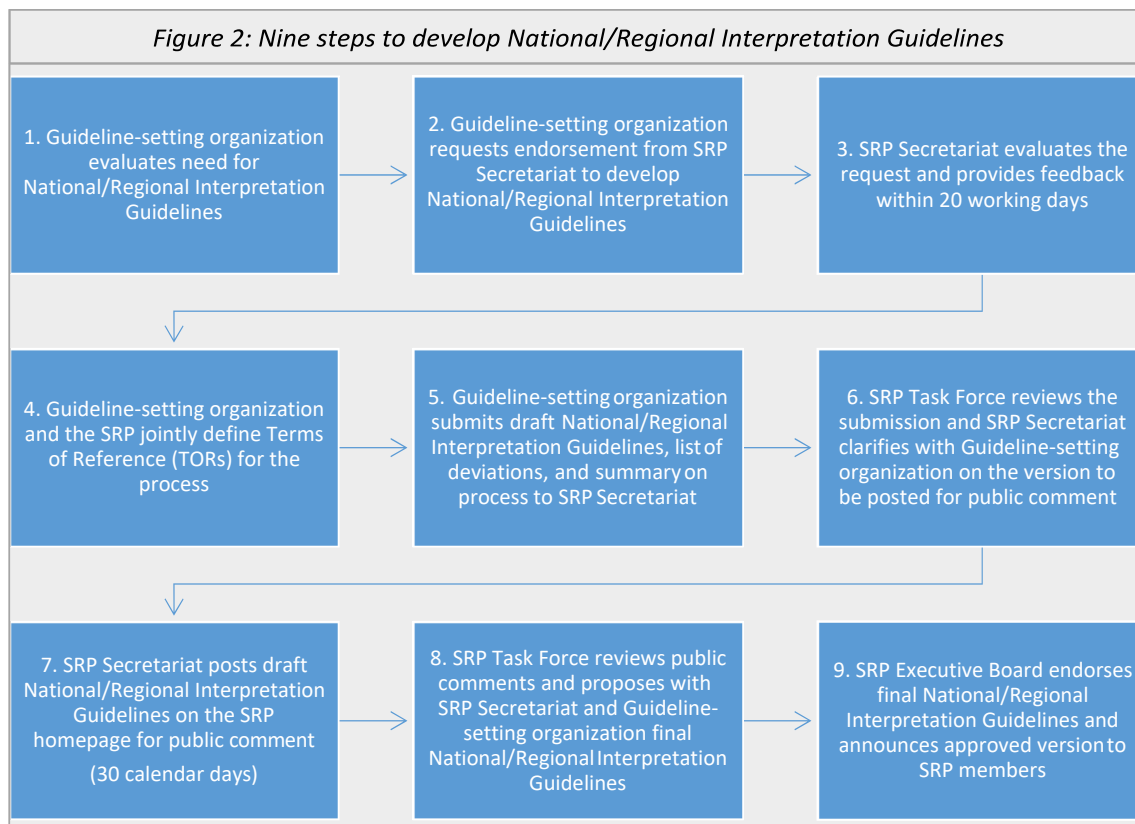 Figure 2: Nine steps to develop National/Regional Interpretation Guidelines
1. Guideline-setting organization
evaluates need for
National/Regional Interpretation
Guidelines
2. Guideline-setting organization
requests endorsement from SRP
Secretariat to develop
National/Regional Interpretation
Guidelines
3. SRP Secretariat evaluates the
request and provides feedback
within 20 working days
4. Guideline-setting organization
and the SRP jointly define Terms
of Reference (TORs) for the
process
5. Guideline-setting organization
submits draft National/Regional
Interpretation Guidelines, list of
deviations, and summary on
process to SRP Secretariat
6. SRP Task Force reviews the
submission and SRP Secretariat
clarifies with Guideline-setting
organization on the version to
be posted for public comment
7. SRP Secretariat posts draft
National/Regional Interpretation
Guidelines on the SRP
homepage for public comment
(30 calendar days)
8. SRP Task Force reviews public
comments and proposes with
SRP Secretariat and Guideline-
setting organization final
National/Regional Interpretation
Guidelines
9. SRP Executive Board endorses
final National/Regional
Interpretation Guidelines and
announces approved version to
SRP members